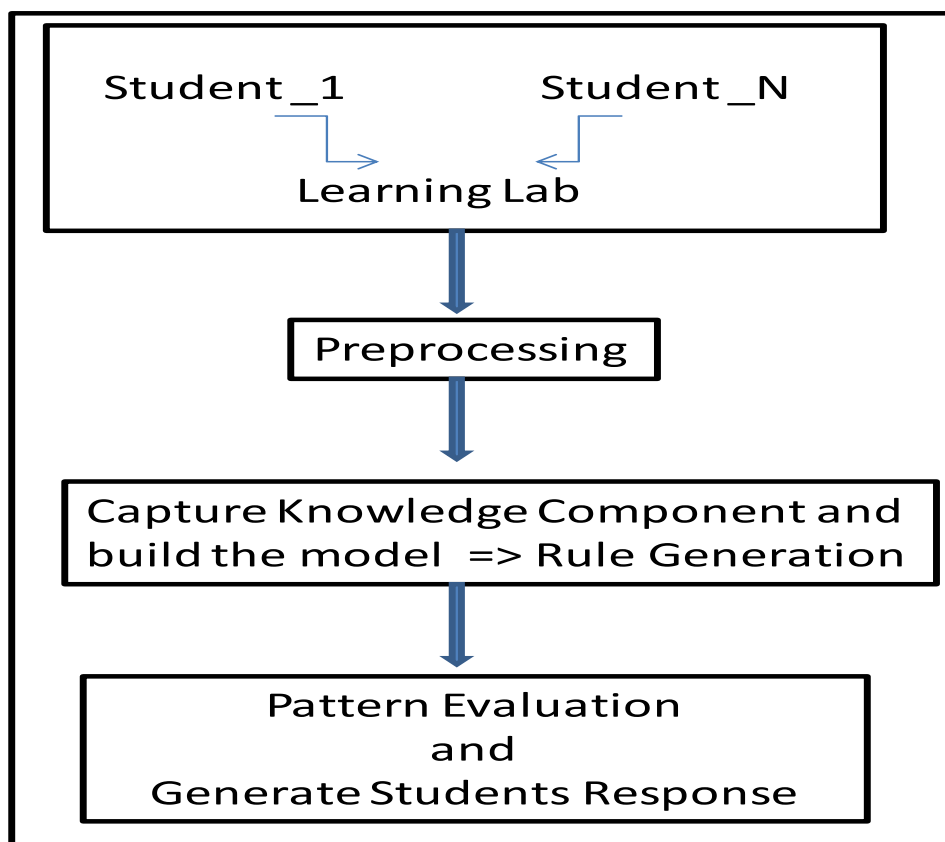 Student _1 Student _N
Learning Lab
Preprocessing
Capture Knowledge Component and
build the model => Rule Generation
Pattern Evaluation
and
Generate Students Response